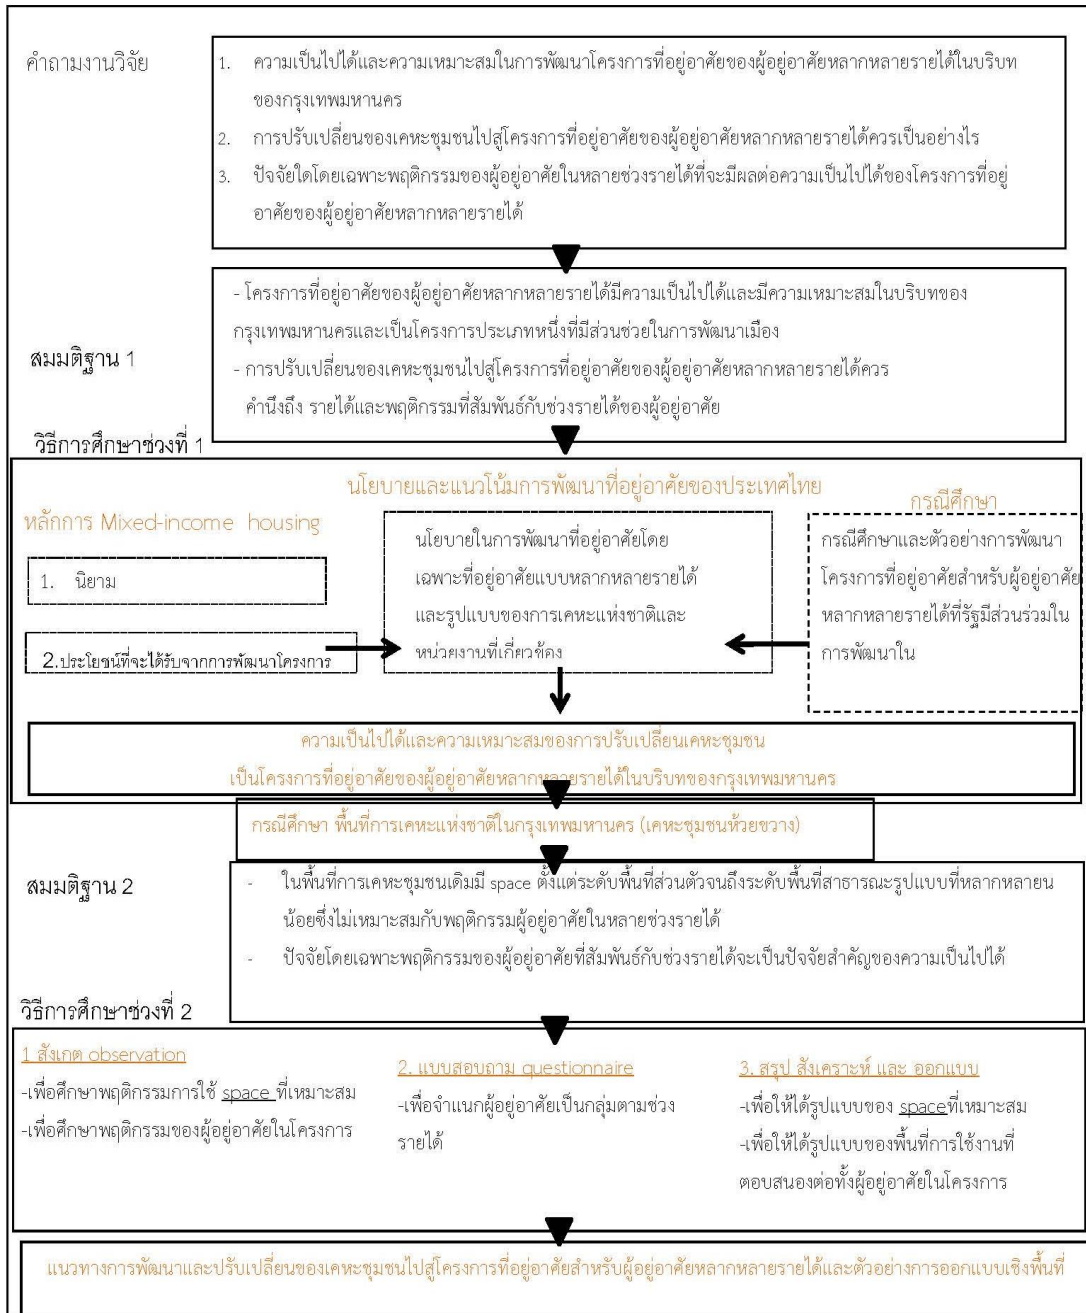 คำถามงานวิจัย
1. ความเป็นไปได้และความเหมาะสมในการพัฒนาโครงการที่อยู่อาศัยของผู้อยู่อาศัยหลากหลายรายได้ในบริบท
ของกรุงเทพมหานคร
2. การปรับเปลี่ยนของเคหะชุมชนไปสู่โครงการที่อยู่อาศัยของผู้อยู่อาศัยหลากหลายรายได้ควรเป็นอย่างไร
3. ปัจจัยใดโดยเฉพาะพฤติกรรมของผู้อยู่อาศัยในหลายช่วงรายได้ที่จะมีผลต่อความเป็นไปได้ของโครงการที่อยู่
อาศัยของผู้อยู่อาศัยหลากหลายรายได้
สมมติฐาน 1
- โครงการที่อยู่อาศัยของผู้อยู่อาศัยหลากหลายรายได้มีความเป็นไปได้และมีความเหมาะสมในบริบทของ
กรุงเทพมหานครและเป็นโครงการประเภทหนึ่งที่มีส่วนช่วยในการพัฒนาเมือง
- การปรับเปลี่ยนของเคหะชุมชนไปสู่โครงการที่อยู่อาศัยของผู้อยู่อาศัยหลากหลายรายได้ควร
คำนึงถึง รายได้และพฤติกรรมที่สัมพันธ์กับช่วงรายได้ของผู้อยู่อาศัย
วิธีการศึกษาช่วงที่ 1
นโยบายและแนวโน้มการพัฒนาที่อยู่อาศัยของประเทศไทย
หลักการ Mixed-income housing
1. นิยาม
2.ประโยชน์ที่จะได้รับจากการพัฒนาโครงการ
นโยบายในการพัฒนาที่อยู่อาศัยโดย
เฉพาะที่อยู่อาศัยแบบหลากหลายรายได้
และรูปแบบของการเคหะแห่งชาติและ
หน่วยงานที่เกี่ยวข้อง
กรณีศึกษา
กรณีศึกษาและตัวอย่างการพัฒนา
โครงการที่อยู่อาศัยสำหรับผู้อยู่อาศัย
หลากหลายรายได้ที่รัฐมีส่วนร่วมใน
การพัฒนาใน
ความเป็นไปได้และความเหมาะสมของการปรับเปลี่ยนเคหะชุมชน
เป็นโครงการที่อยู่อาศัยของผู้อยู่อาศัยหลากหลายรายได้ในบริบทของกรุงเทพมหานคร
กรณีศึกษา พื้นที่การเคหะแห่งชาติในกรุงเทพมหานคร (เคหะชุมชนห้วยขวาง)
สมมติฐาน 2
- ในพื้นที่การเคหะชุมชนเดิมมี space ตั้งแต่ระดับพื้นที่ส่วนตัวจนถึงระดับพื้นที่สาธารณะรูปแบบที่หลากหลายน
น้อยซึ่งไม่เหมาะสมกับพฤติกรรมผู้อยู่อาศัยในหลายช่วงรายได้
- ปัจจัยโดยเฉพาะพฤติกรรมของผู้อยู่อาศัยที่สัมพันธ์กับช่วงรายได้จะเป็นปัจจัยสำคัญของความเป็นไปได้
วิธีการศึกษาช่วงที่ 2
1 สังเกต observation
-เพื่อศึกษาพฤติกรรมการใช้ space ที่เหมาะสม
-เพื่อศึกษาพฤติกรรมของผู้อยู่อาศัยในโครงการ
2. แบบสอบถาม questionnaire
-เพื่อจำแนกผู้อยู่อาศัยเป็นกลุ่มตามช่วง
รายได้
3. สรุป สังเคราะห์ และ ออกแบบ
-เพื่อให้ได้รูปแบบของ spaceที่เหมาะสม
-เพื่อให้ได้รูปแบบของพื้นที่การใช้งานที่
ตอบสนองต่อทั้งผู้อยู่อาศัยในโครงการ
แนวทางการพัฒนาและปรับเปลี่ยนของเคหะชุมชนไปสู่โครงการที่อยู่อาศัยสำหรับผู้อยู่อาศัยหลากหลายรายได้และตัวอย่างการออกแบบเชิงพื้นที่